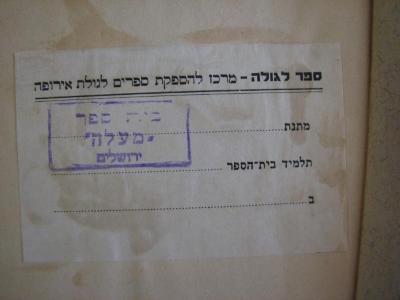 ספר לגולה - מרכז להספקת ספרים לגולת אירופה
מתנת
בית ספר
"מעלה"
ירושלים
תלמיד בית-הספר
ב